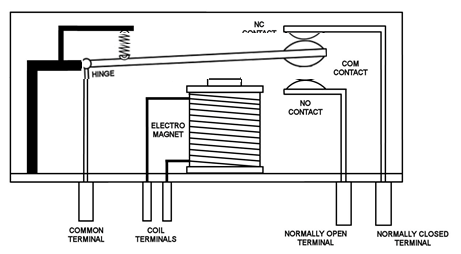 NC
CONTACT
COM
CONTACT
HINGE
NO
CONTACT
ELECTRO
MAGNET
COMMON
TERMINAL
COIL
TERMINALS
NORMALLY OPEN
TERMINAL
NORMALLY CLOSED
TERMINAL